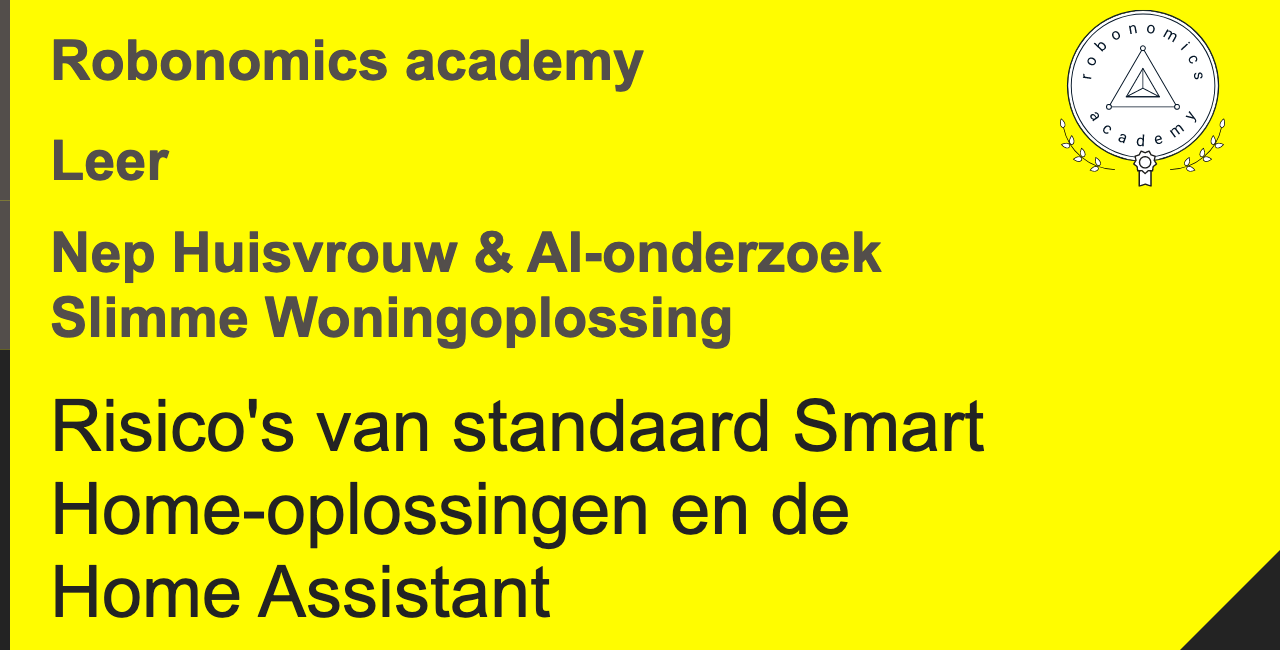 Robonomics academy
robonomics
academy
Leer
Nep Huisvrouw & AI-onderzoek
Slimme Woningoplossing
Risico's van standaard Smart
Home-oplossingen en de
Home Assistant